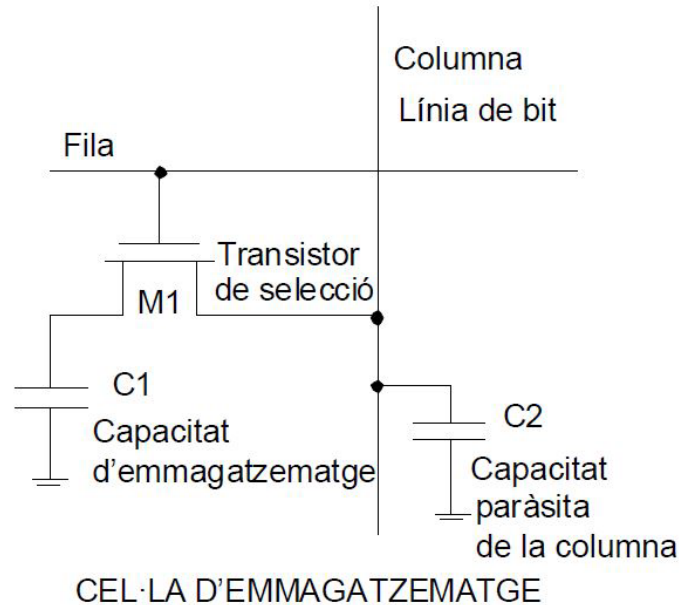 Columna
Línia de bit
Fila
Transistor
de selecció
M1
C1
Capacitat
d'emmagatzematge
C2
Capacitat
paràsita
de la columna
CEL·LA D'EMMAGATZEMATGE